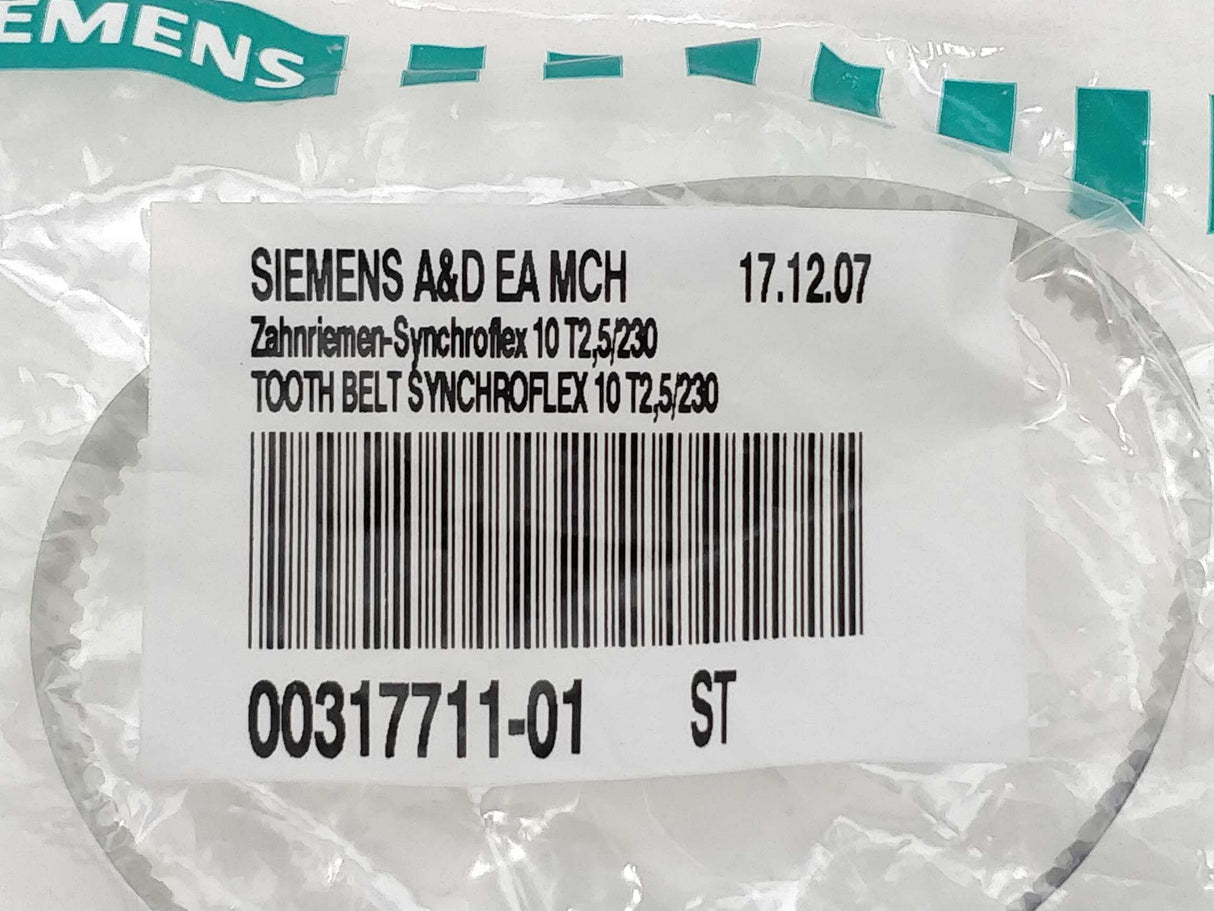 EMENS
SIEMENS A&D EA MCH 17.12.07
Zahnriemen-Synchroflex 10 T2,5/230
TOOTH BELT SYNCHROFLEX 10 T2,5/230
00317711-01 ST